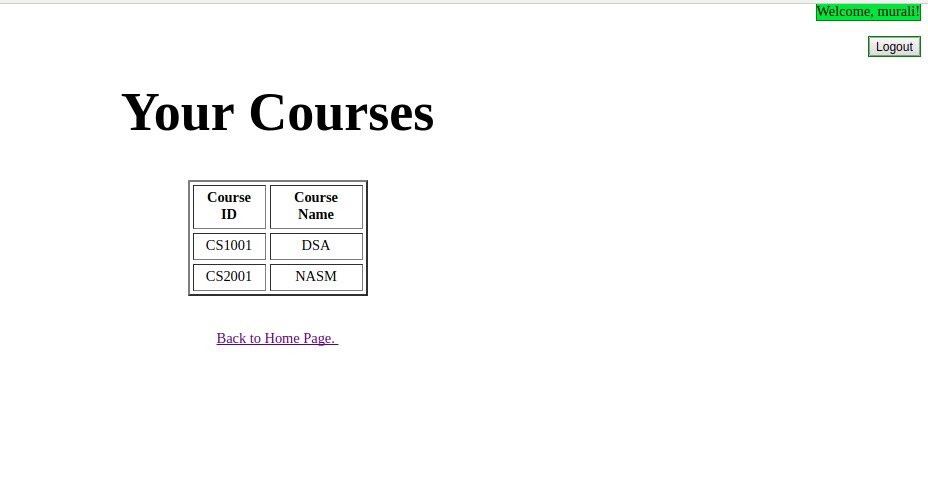 Welcome, murali!
Logout
Your Courses
Course ID
Course Name
CS1001 DSA
CS2001 NASM
Back to Home Page.